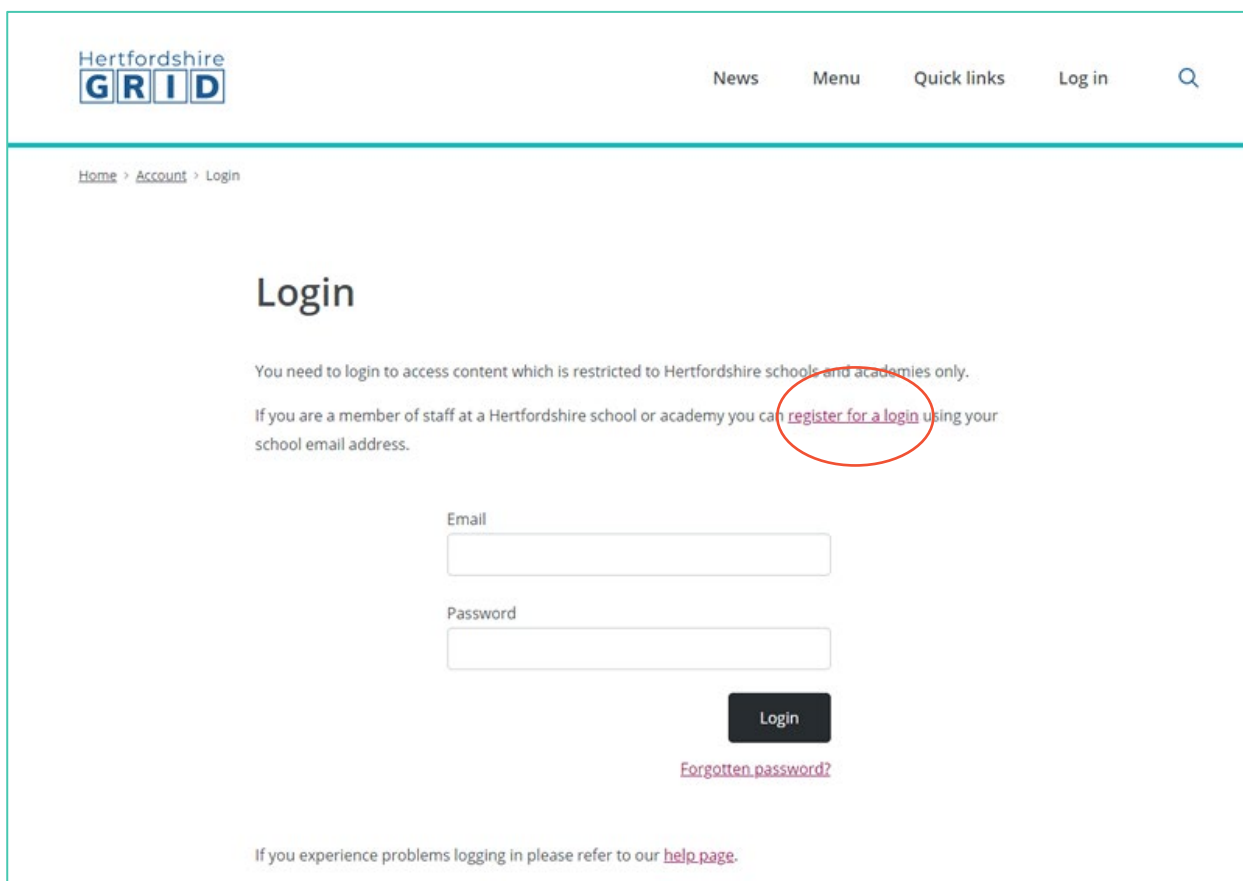 Hertfordshire
GRID
News Menu Quick links Log in
Home > Account > Login
Login
You need to login to access content which is restricted to Hertfordshire schools and academies only.
If you are a member of staff at a Hertfordshire school or academy you can register for a login using your
school email address.
Email
Password
Login
Forgotten password?
If you experience problems logging in please refer to our help page.